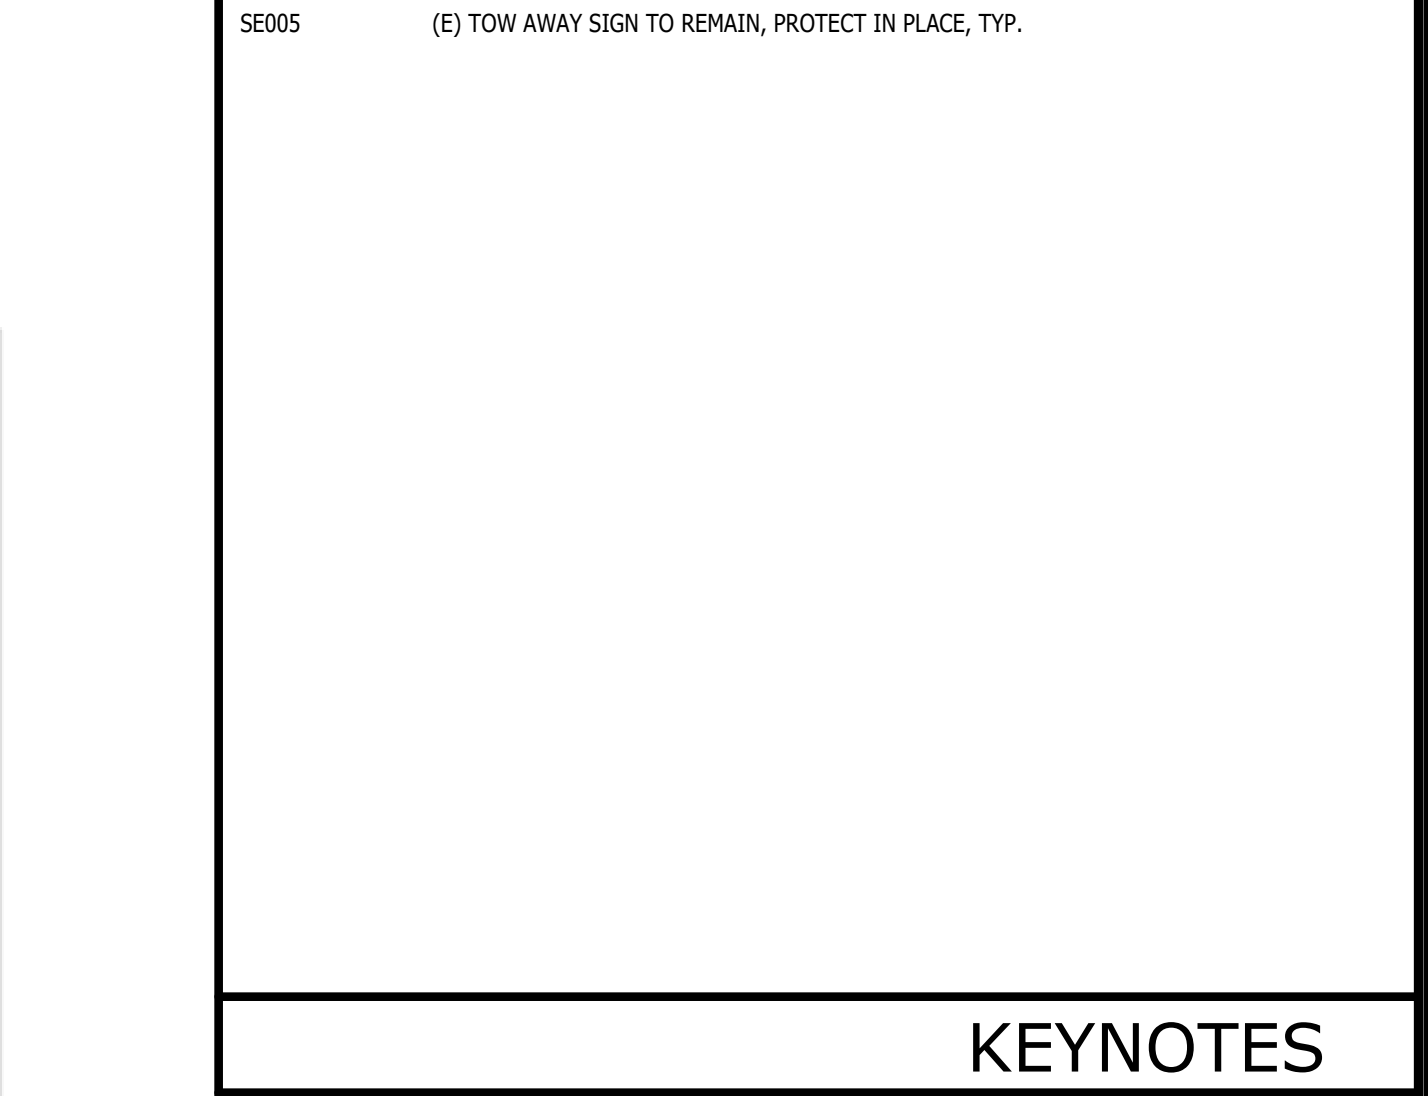 SE005 (E) TOW AWAY SIGN TO REMAIN, PROTECT IN PLACE, TYP.
KEYNOTES